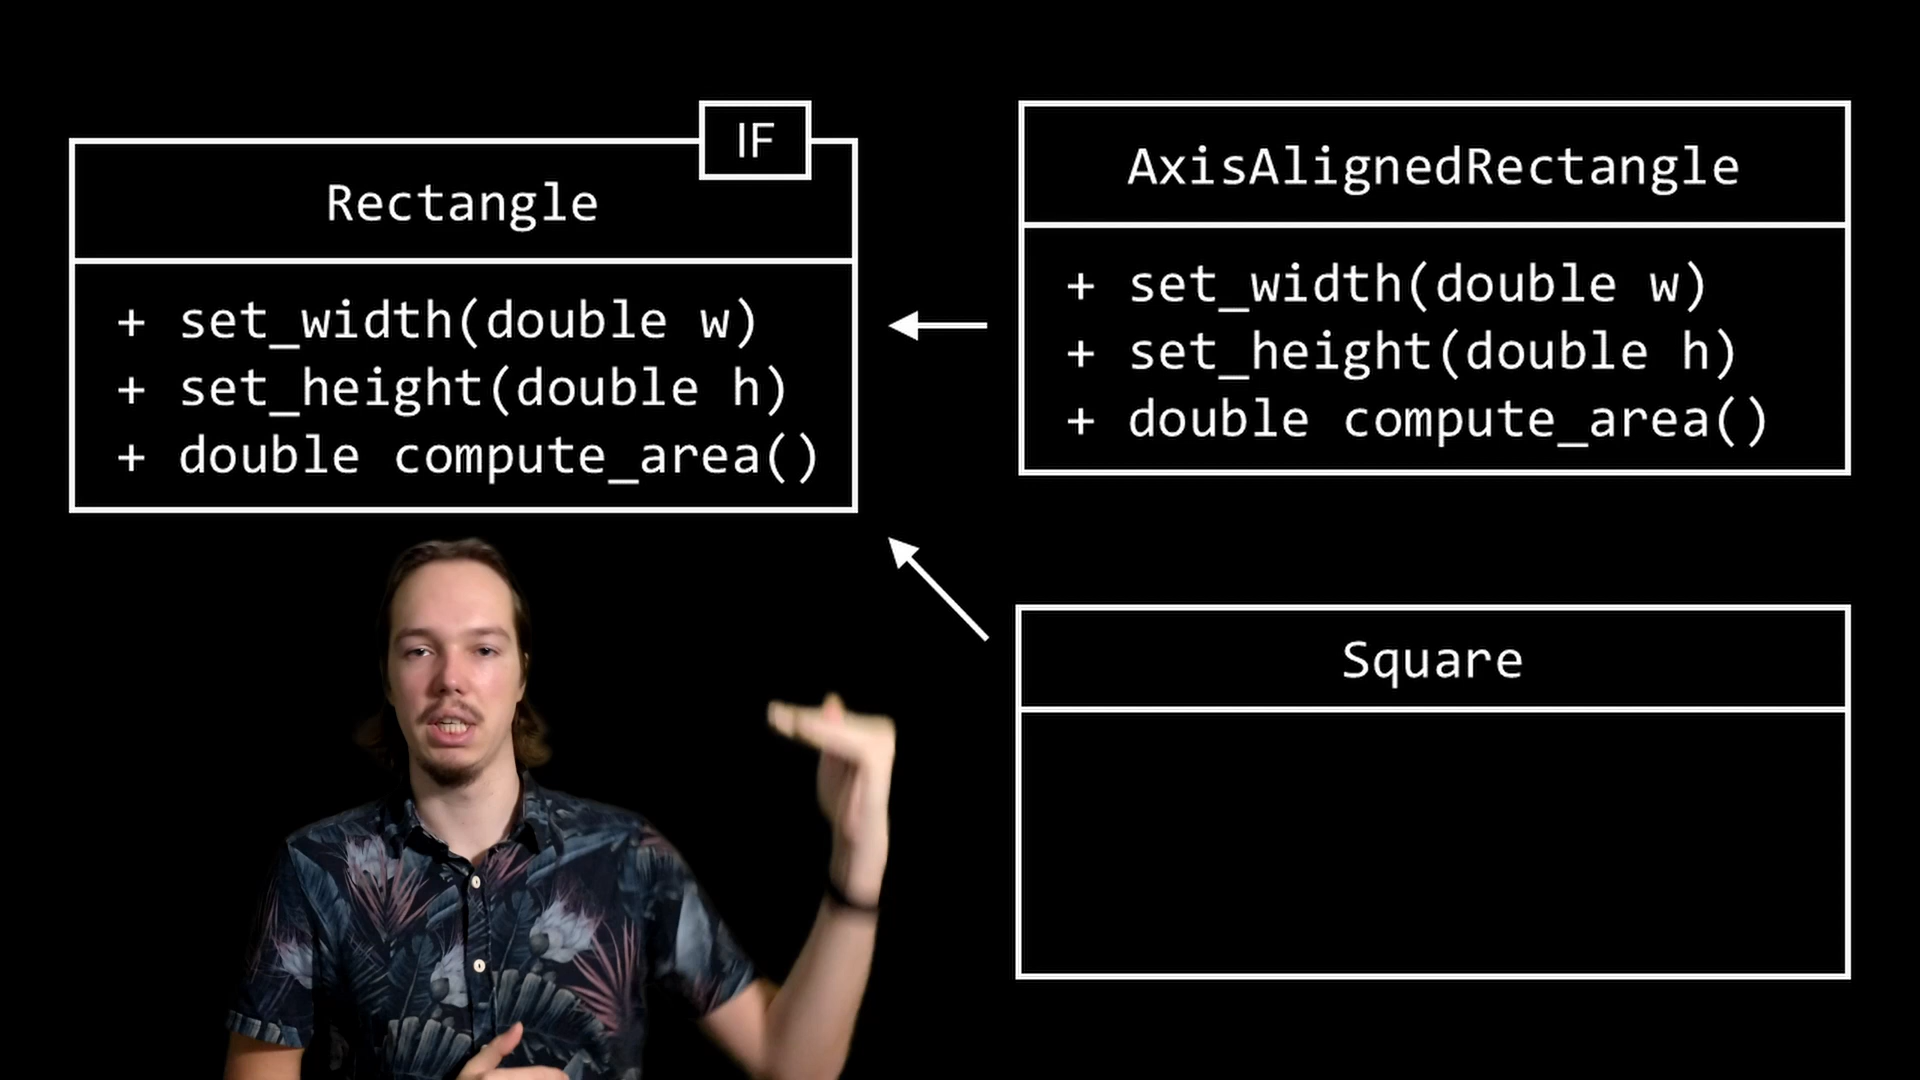 IF
Rectangle
+ set_width(double w)
+ set_height(double h)
+ double compute_area()
AxisAlignedRectangle
+ set_width(double w)
+ set_height(double h)
+ double compute_area()
Square